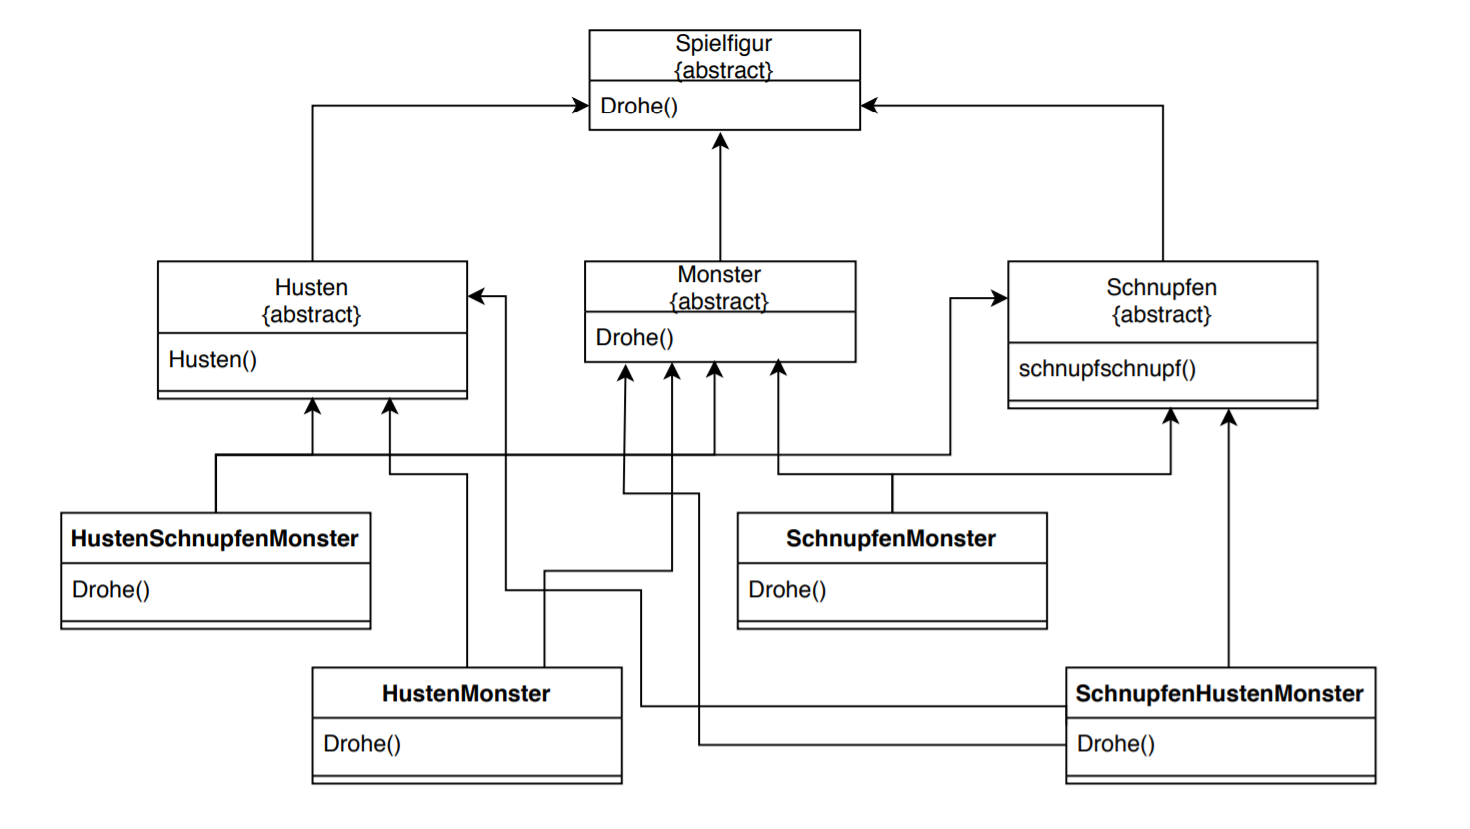 Spielfigur
{abstract}
Drohe()
Husten
{abstract}
Husten()
Monster
{abstract}
Drohe()
Schnupfen
{abstract}
schnupfschnupf()
HustenSchnupfenMonster
Drohe()
SchnupfenMonster
Drohe()
HustenMonster
Drohe()
SchnupfenHustenMonster
Drohe()